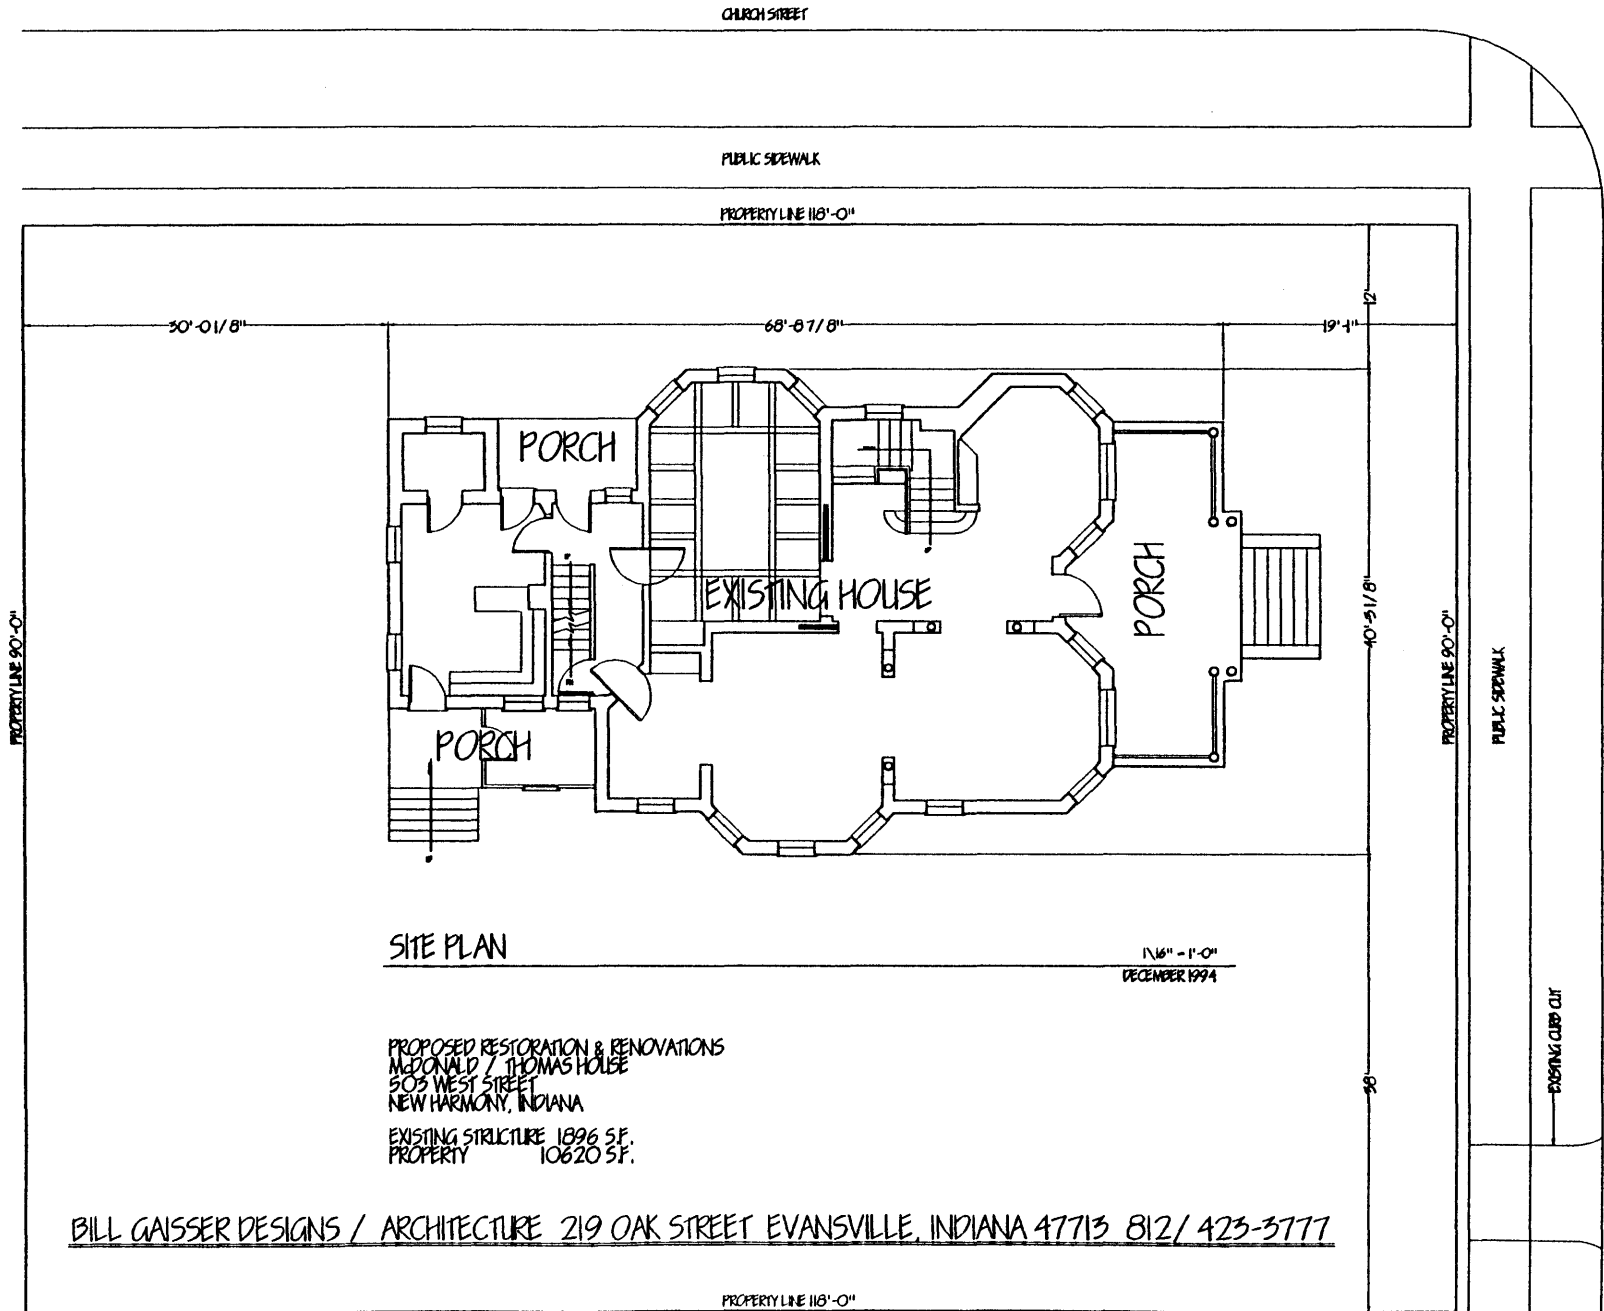 CHURCH STREET
PUBLIC SIDEWALK
PROPERTY LINE 118'-0"
12'
30'-0 1/8"
68'-8 7/8"
19'-1"
PORCH
EXISTING HOUSE
PORCH
40'-3 1/8"
PROPERTY LINE 90'-0"
PROPERTY LINE 90'-0"
PUBLIC SIDEWALK
PORCH
SITE PLAN
1\16" - 1'-0"
DECEMBER 1994
EXISTING CURB CUT
38'
PROPOSED RESTORATION & RENOVATIONS
McDONALD / THOMAS HOUSE
503 WEST STREET
NEW HARMONY, INDIANA
EXISTING STRUCTURE 1896 S.F.
PROPERTY 10620 S.F.
BILL GAISSER DESIGNS / ARCHITECTURE 219 OAK STREET EVANSVILLE, INDIANA 47713 812/ 423-3777
PROPERTY LINE 118'-0"